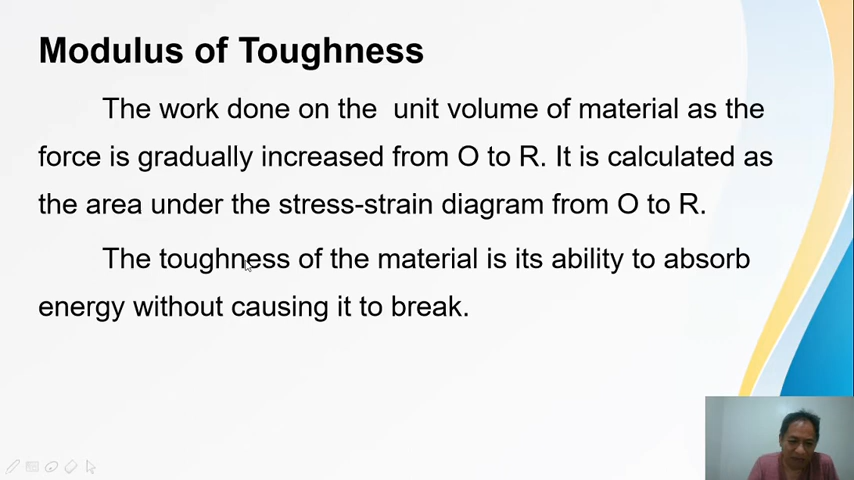 Modulus of Toughness
The work done on the unit volume of material as the
force is gradually increased from O to R. It is calculated as
the area under the stress-strain diagram from O to R.
The toughness of the material is its ability to absorb
energy without causing it to break.